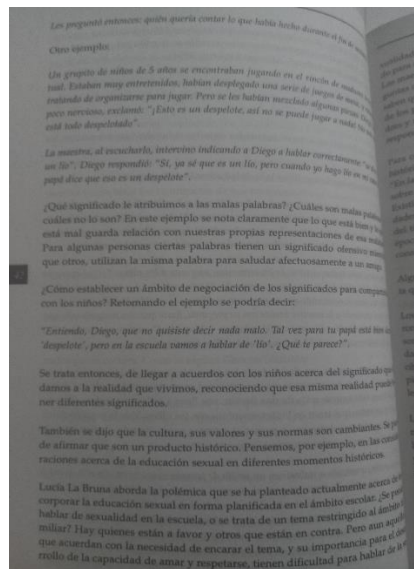 Les preguntó entonces: quién quería contar lo que había hecho durante el
Otro ejemplo:
Un grupito de niños de 5 años se encontraban jugando en el rincón de
Estaban muy entretenidos, habían desplegado una serie de juegos de
tratando de organizarse para jugar. Pero se les habían mezclado algunas
poco nervioso, exclamó: "¡Esto es un despelote, así no se puede jugar a nada!
está todo despelotado".
La maestra, al escucharlo, intervino indicando a Diego a hablar correctamente:
un lío". Diego respondió: "Sí, ya sé que es un lío, pero cuando yo hago lío en
papá dice que eso es un despelote".
¿Qué significado le atribuimos a las malas palabras? ¿Cuáles son malas
cuáles no lo son? En este ejemplo se nota claramente que lo que está bien y
está mal guarda relación con nuestras propias representaciones de esa
Para algunas personas ciertas palabras tienen un significado ofensivo
que otros, utilizan la misma palabra para saludar afectuosamente a un amigo.
¿Cómo establecer un ámbito de negociación de los significados para
con los niños? Retomando el ejemplo se podría decir:
"Entiendo, Diego, que no quisiste decir nada malo. Tal vez para tu papá está bien
'despelote', pero en la escuela vamos a hablar de 'lío'. ¿Qué te parece?".
Se trata entonces, de llegar a acuerdos con los niños acerca del significado que
damos a la realidad que vivimos, reconociendo que esa misma realidad puede
ner diferentes significados.
También se dijo que la cultura, sus valores y sus normas son cambiantes. Se
de afirmar que son un producto histórico. Pensemos, por ejemplo, en las
raciones acerca de la educación sexual en diferentes momentos históricos.
Lucía La Bruna aborda la polémica que se ha planteado actualmente acerca de
corporar la educación sexual en forma planificada en el ámbito escolar. ¿Se
hablar de sexualidad en la escuela, o se trata de un tema restringido al ámbito
miliar? Hay quienes están a favor y otros que están en contra. Pero aun
que acuerdan con la necesidad de encarar el tema, y su importancia para el
rrollo de la capacidad de amar y respetarse, tienen dificultad para hablar de